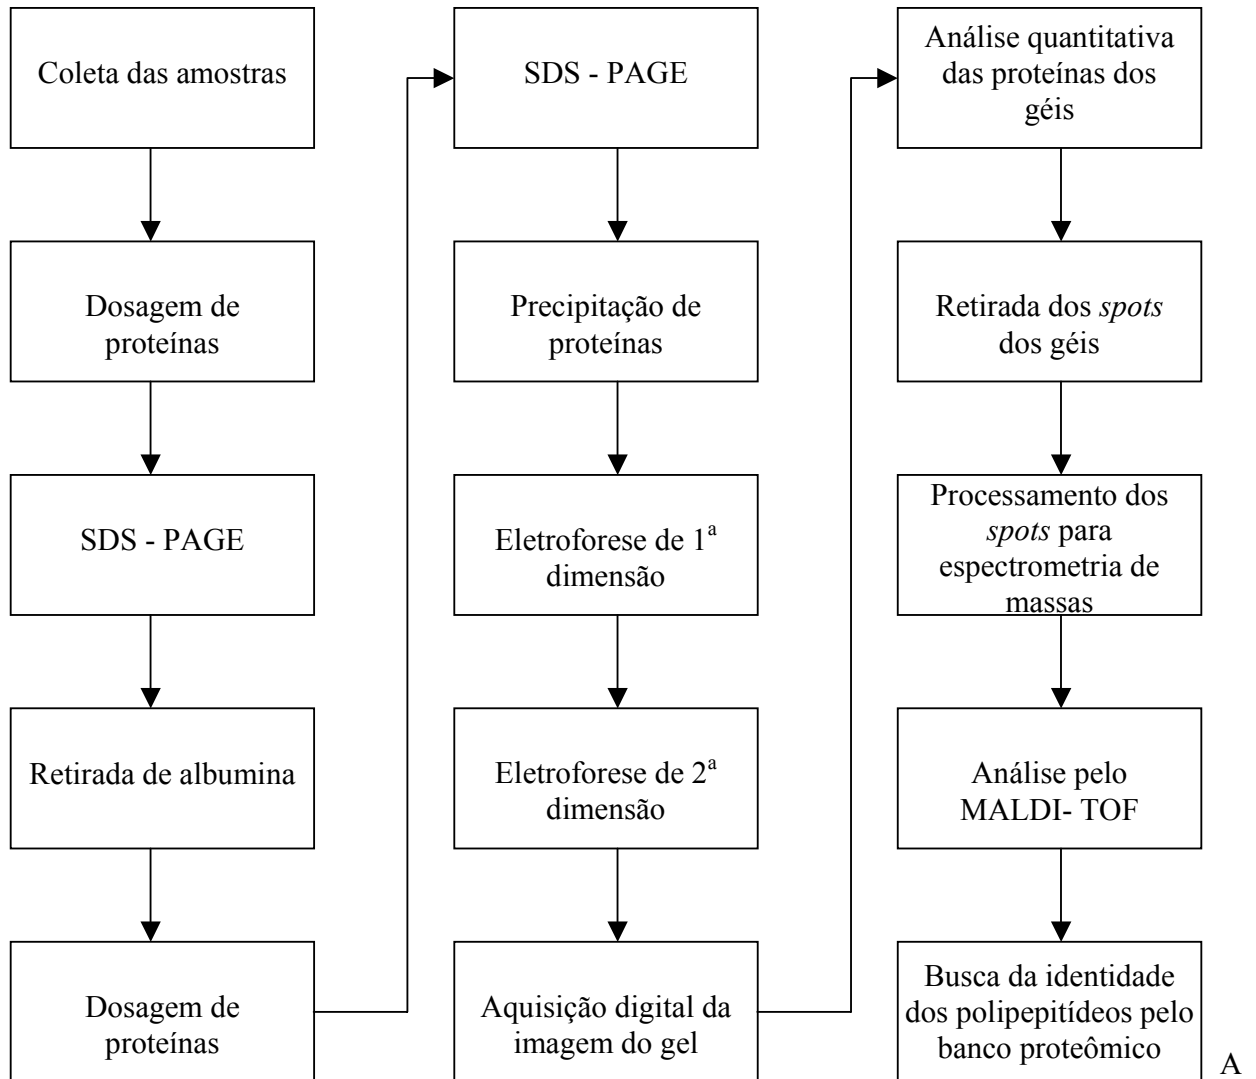 Coleta das amostras
Dosagem de
proteínas
SDS - PAGE
Retirada de albumina
Dosagem de
proteínas
SDS - PAGE
Precipitação de
proteínas
Eletroforese de 1ª
dimensão
Eletroforese de 2ª
dimensão
Aquisição digital da
imagem do gel
Análise quantitativa
das proteínas dos
géis
Retirada dos spots
dos géis
Processamento dos
spots para
espectrometria de
massas
Análise pelo
MALDI- TOF
Busca da identidade
dos polipepitídeos pelo
banco proteômico
A